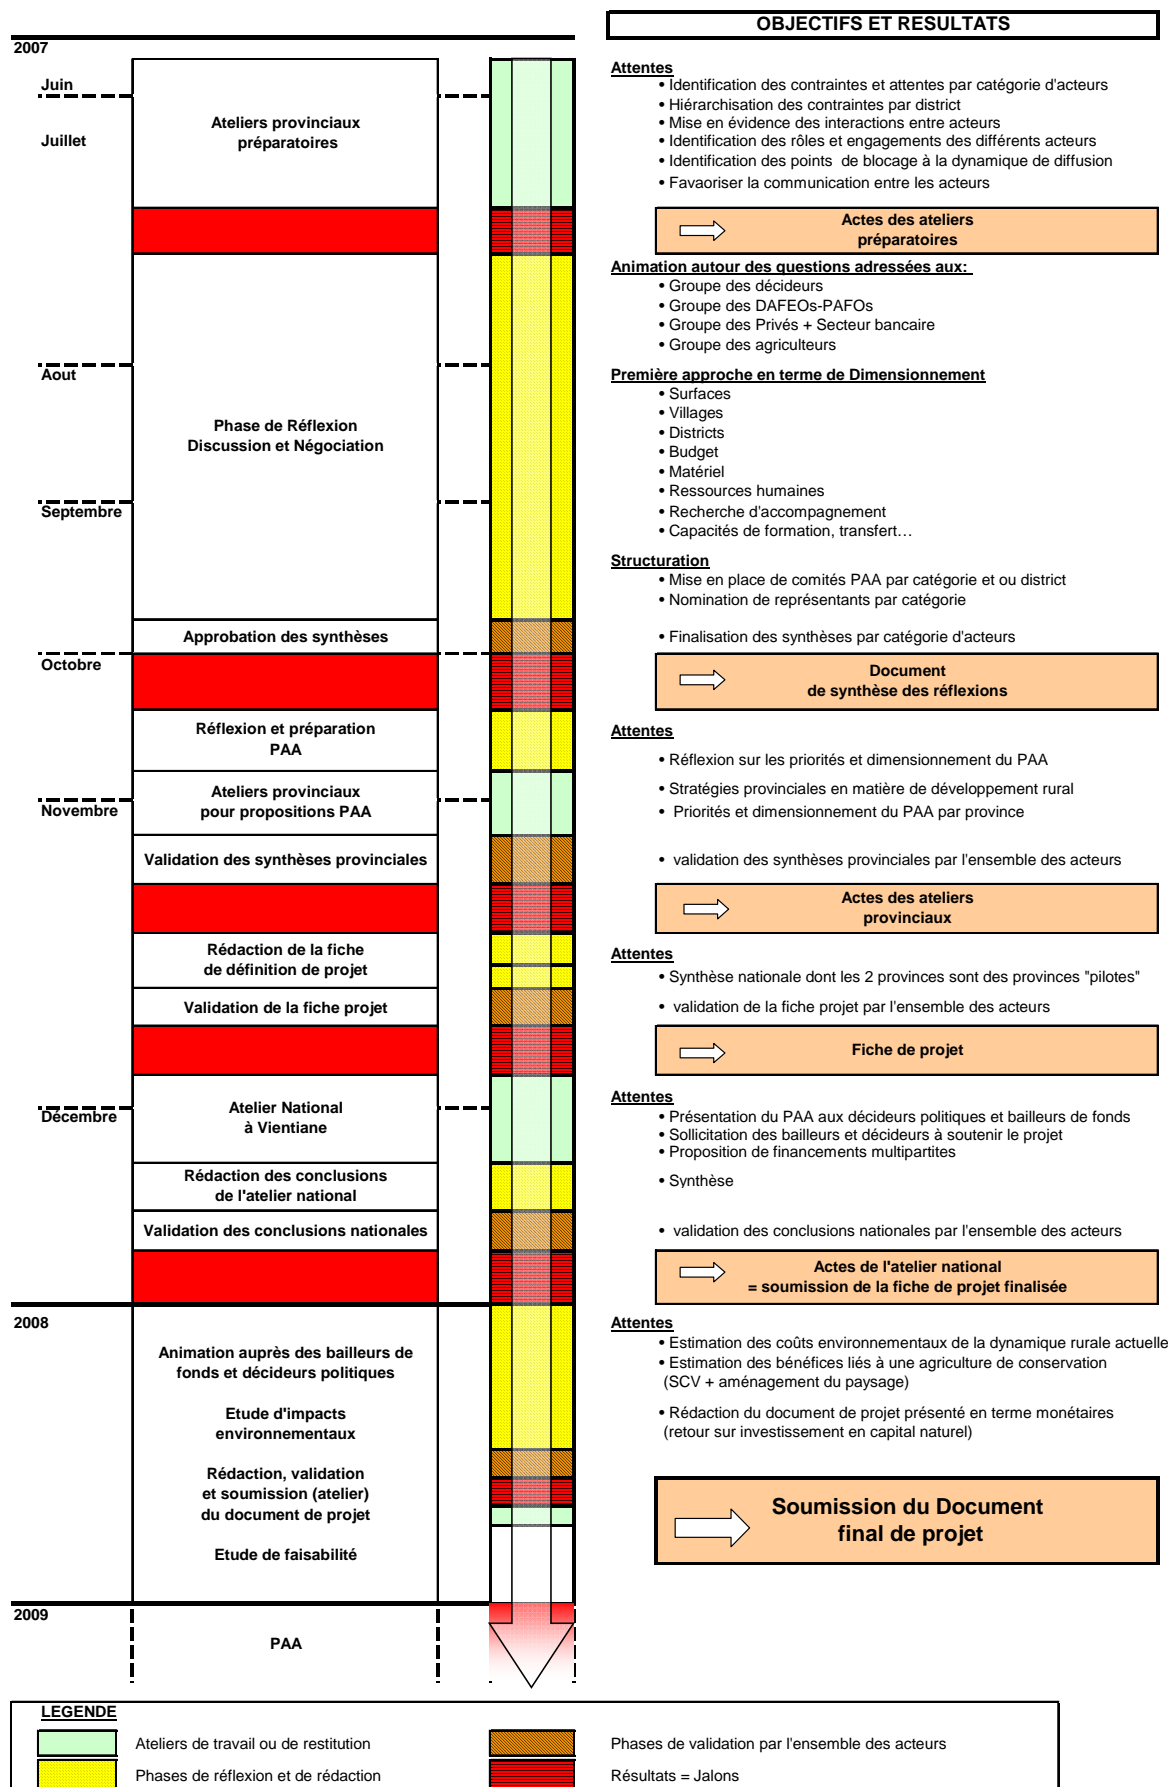 OBJECTIFS ET RESULTATS
2007
Juin
Juillet
Ateliers provinciaux
préparatoires
Attentes
• Identification des contraintes et attentes par catégorie d'acteurs
• Hiérarchisation des contraintes par district
• Mise en évidence des interactions entre acteurs
• Identification des rôles et engagements des différents acteurs
• Identification des points de blocage à la dynamique de diffusion
• Favaoriser la communication entre les acteurs
Actes des ateliers
préparatoires
Animation autour des questions adressées aux:
• Groupe des décideurs
• Groupe des DAFEOs-PAFOs
• Groupe des Privés + Secteur bancaire
• Groupe des agriculteurs
Aout
Phase de Réflexion
Discussion et Négociation
Septembre
Première approche en terme de Dimensionnement
• Surfaces
• Villages
• Districts
• Budget
• Matériel
• Ressources humaines
• Recherche d'accompagnement
• Capacités de formation, transfert…
Structuration
• Mise en place de comités PAA par catégorie et ou district
• Nomination de représentants par catégorie
Approbation des synthèses
• Finalisation des synthèses par catégorie d'acteurs
Octobre
Document
de synthèse des réflexions
Réflexion et préparation
PAA
Attentes
• Réflexion sur les priorités et dimensionnement du PAA
Ateliers provinciaux
pour propositions PAA
Novembre
• Stratégies provinciales en matière de développement rural
• Priorités et dimensionnement du PAA par province
Validation des synthèses provinciales
• validation des synthèses provinciales par l'ensemble des acteurs
Actes des ateliers
provinciaux
Rédaction de la fiche
de définition de projet
Attentes
• Synthèse nationale dont les 2 provinces sont des provinces "pilotes"
Validation de la fiche projet
• validation de la fiche projet par l'ensemble des acteurs
Fiche de projet
Décembre
Atelier National
à Vientiane
Attentes
• Présentation du PAA aux décideurs politiques et bailleurs de fonds
• Sollicitation des bailleurs et décideurs à soutenir le projet
• Proposition de financements multipartites
Rédaction des conclusions
de l'atelier national
• Synthèse
Validation des conclusions nationales
• validation des conclusions nationales par l'ensemble des acteurs
Actes de l'atelier national
= soumission de la fiche de projet finalisée
2008
Animation auprès des bailleurs de
fonds et décideurs politiques
Etude d'impacts
environnementaux
Rédaction, validation
et soumission (atelier)
du document de projet
Etude de faisabilité
Attentes
• Estimation des coûts environnementaux de la dynamique rurale actuelle
• Estimation des bénéfices liés à une agriculture de conservation
(SCV + aménagement du paysage)
• Rédaction du document de projet présenté en terme monétaires
(retour sur investissement en capital naturel)
Soumission du Document
final de projet
2009
PAA
LEGENDE
Ateliers de travail ou de restitution
Phases de validation par l'ensemble des acteurs
Phases de réflexion et de rédaction
Résultats = Jalons